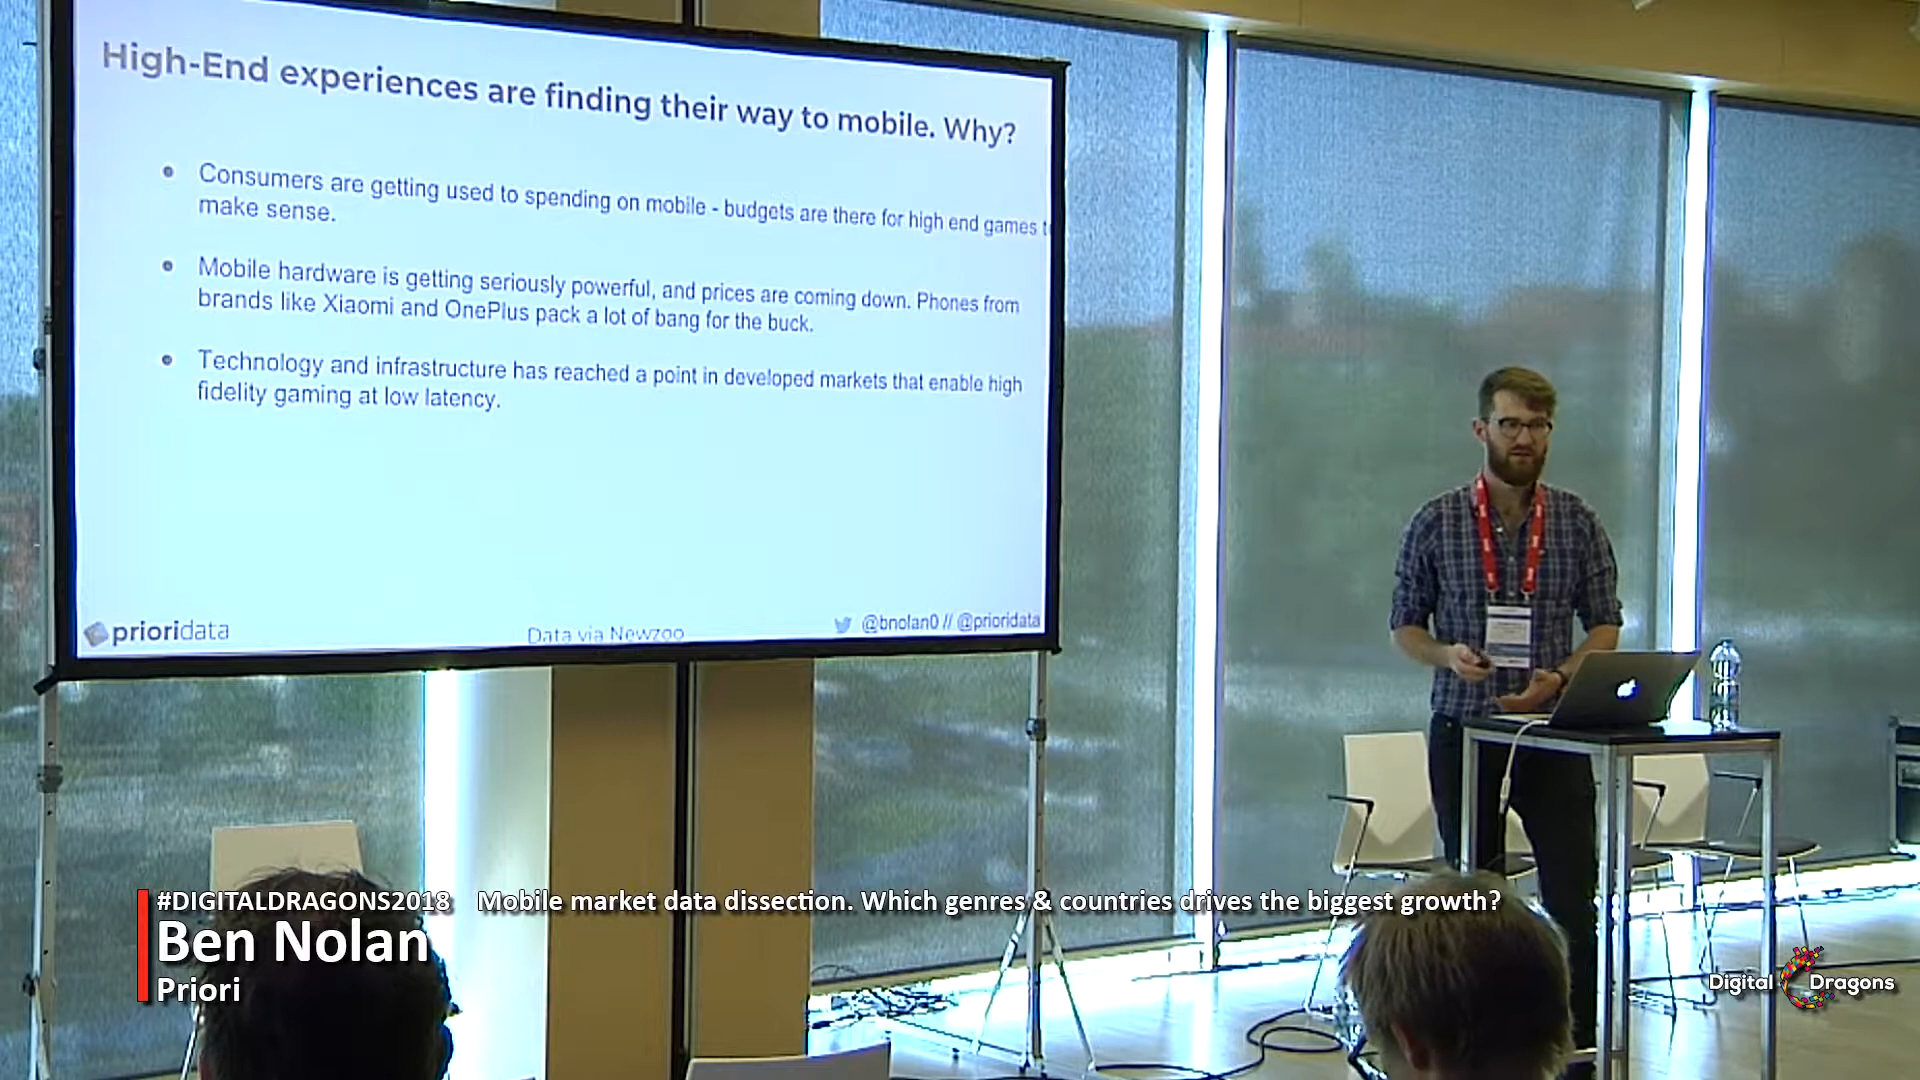 High-End experiences are finding their way to mobile. Why?
Consumers are getting used to spending on mobile - budgets are there for high end games
make sense.
Mobile hardware is getting seriously powerful, and prices are coming down. Phones from
brands like Xiaomi and OnePlus pack a lot of bang for the buck.
Technology and infrastructure has reached a point in developed markets that enable high
fidelity gaming at low latency.
prioridata
Data via Newzoo
@bnolan0 // @prioridata
#DIGITALDRAGONS2018 Mobile market data dissection. Which genres & countries drives the biggest growth?
Ben Nolan
Priori
Digital Dragons